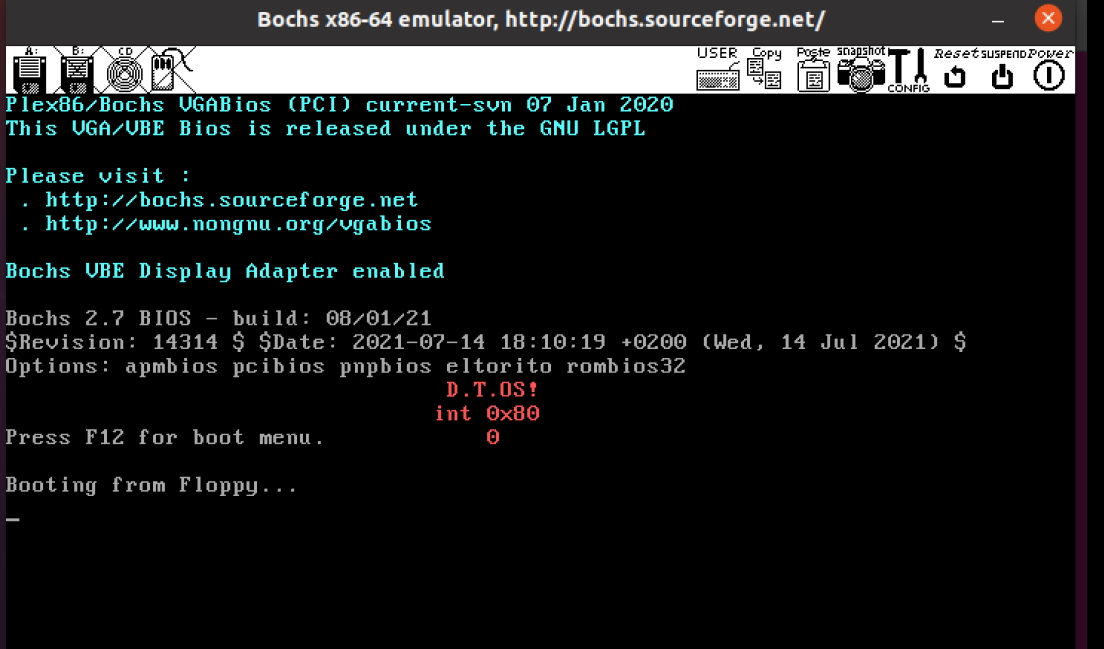 Bochs x86-64 emulator, http://bochs.sourceforge.net/
A: B: CD USER Copy Paste snapshot CONFIG Reset SUSPEND Power
Plex86/Bochs VGABios (PCI) current-svn 07 Jan 2020
This VGA/VBE Bios is released under the GNU LGPL
Please visit :
. http://bochs.sourceforge.net
. http://www.nongnu.org/vgabios
Bochs VBE Display Adapter enabled
Bochs 2.7 BIOS - build: 08/01/21
$Revision: 14314 $ $Date: 2021-07-14 18:10:19 +0200 (Wed, 14 Jul 2021) $
Options: apmbios pcibios pnpbios eltorito rombios32
D.T.OS!
int 0x80
Press F12 for boot menu. 0
Booting from Floppy...
_